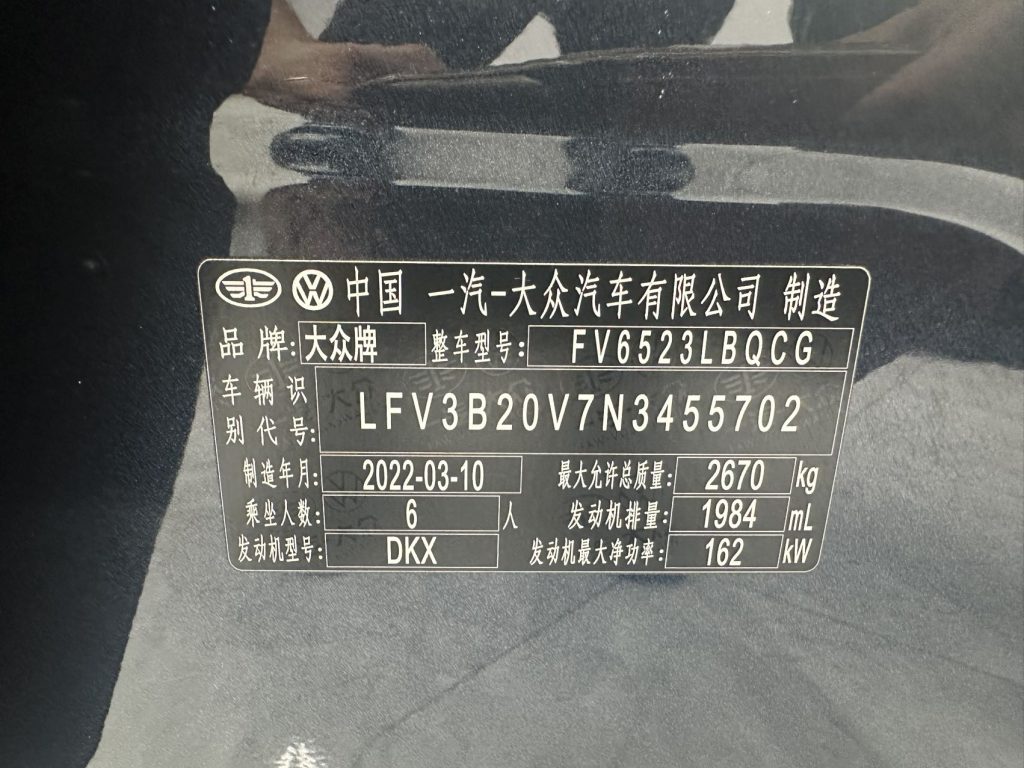 中国 一汽-大众汽车有限公司 制造
品牌: 大众牌 整车型号: FV6523LBQCG
车辆识别代号: LFV3B20V7N3455702
制造年月: 2022-03-10 最大允许总质量: 2670 kg
乘坐人数: 6 人 发动机排量: 1984 mL
发动机型号: DKX 发动机最大净功率: 162 kW